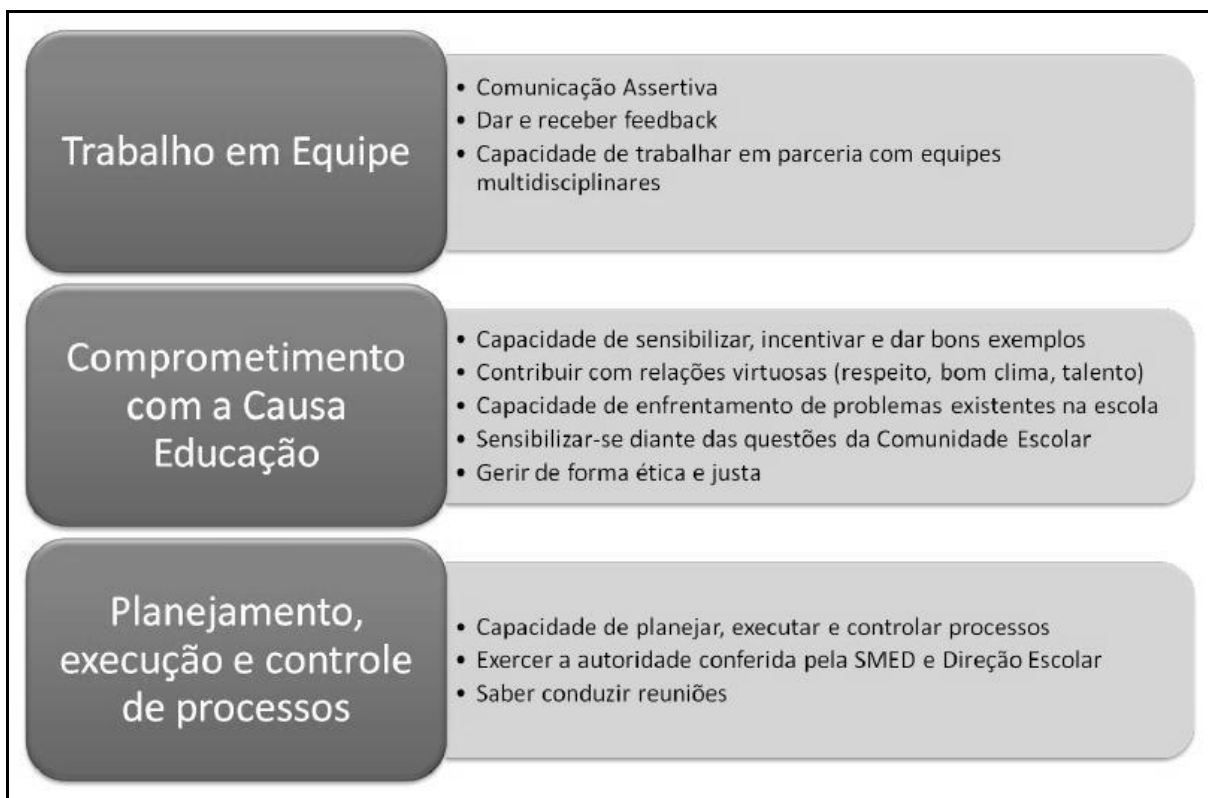 Trabalho em Equipe
• Comunicação Assertiva
• Dar e receber feedback
• Capacidade de trabalhar em parceria com equipes
multidisciplinares
Comprometimento
com a Causa
Educação
• Capacidade de sensibilizar, incentivar e dar bons exemplos
• Contribuir com relações virtuosas (respeito, bom clima, talento)
• Capacidade de enfrentamento de problemas existentes na escola
• Sensibilizar-se diante das questões da Comunidade Escolar
• Gerir de forma ética e justa
Planejamento,
execução e controle
de processos
• Capacidade de planejar, executar e controlar processos
• Exercer a autoridade conferida pela SMED e Direção Escolar
• Saber conduzir reuniões